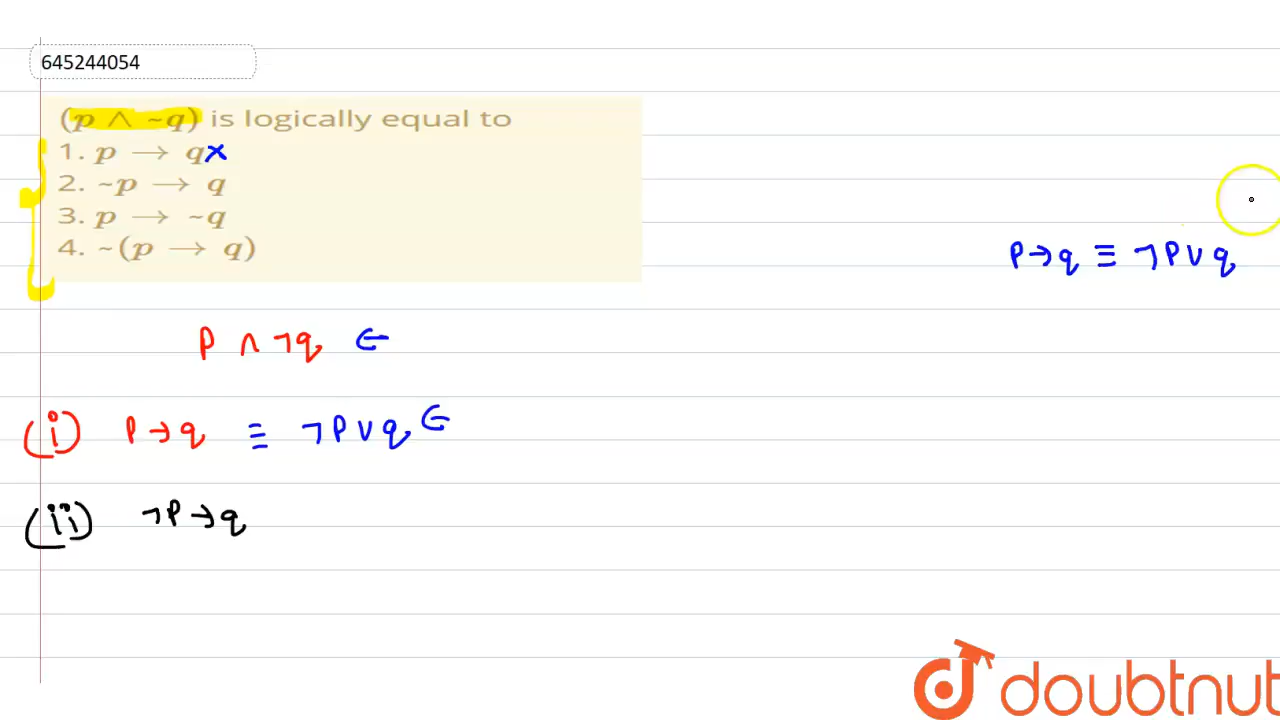 645244054
(p ∧ ~q) is logically equal to
1. p → q×
2. ~p → q
3. p → ~q
4. ~(p → q)
P→q ≡ ¬P∨q
P ∧ ¬q ←
(i) P→q ≡ ¬P∨q ←
(ii) ¬P→q
doubtnut